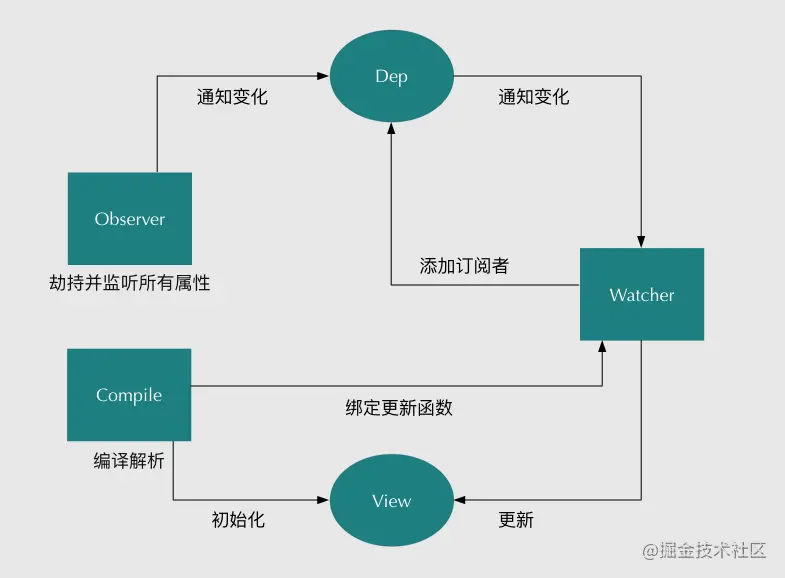 Dep
通知变化
通知变化
Observer
劫持并监听所有属性
添加订阅者
Watcher
Compile
绑定更新函数
编译解析
View
初始化
更新
@掘金技术社区